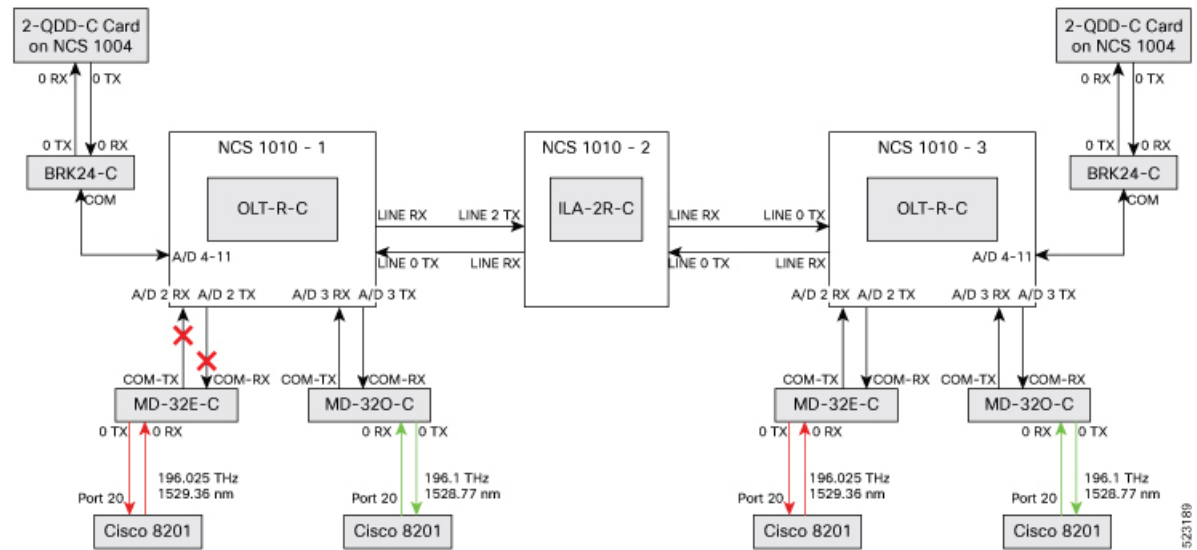 2-QDD-C Card
on NCS 1004
0 RX 0 TX
0 TX 0 RX
BRK24-C
COM
NCS 1010 - 1
OLT-R-C
A/D 4-11
A/D 2 RX A/D 2 TX A/D 3 RX A/D 3 TX
LINE RX LINE 2 TX
LINE 0 TX LINE RX
NCS 1010 - 2
ILA-2R-C
LINE RX LINE 0 TX
LINE 0 TX LINE RX
NCS 1010 - 3
OLT-R-C
A/D 4-11
A/D 2 RX A/D 2 TX A/D 3 RX A/D 3 TX
2-QDD-C Card
on NCS 1004
0 RX 0 TX
0 TX 0 RX
BRK24-C
COM
COM-TX COM-RX
MD-32E-C
0 TX 0 RX
196.025 THz
1529.36 nm
Port 20
Cisco 8201
COM-TX COM-RX
MD-32O-C
0 RX 0 TX
196.1 THz
1528.77 nm
Port 20
Cisco 8201
COM-TX COM-RX
MD-32E-C
0 TX 0 RX
196.025 THz
1529.36 nm
Port 20
Cisco 8201
COM-TX COM-RX
MD-32O-C
0 RX 0 TX
196.1 THz
1528.77 nm
Port 20
Cisco 8201
523189